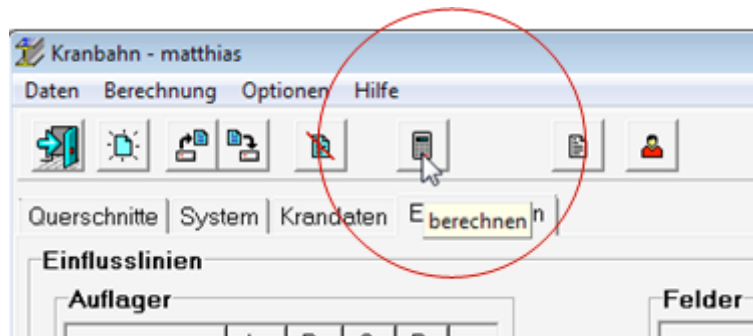 Kranbahn - matthias
Daten Berechnung Optionen Hilfe
Querschnitte System Krandaten
berechnen
Einflusslinien
Auflager Felder